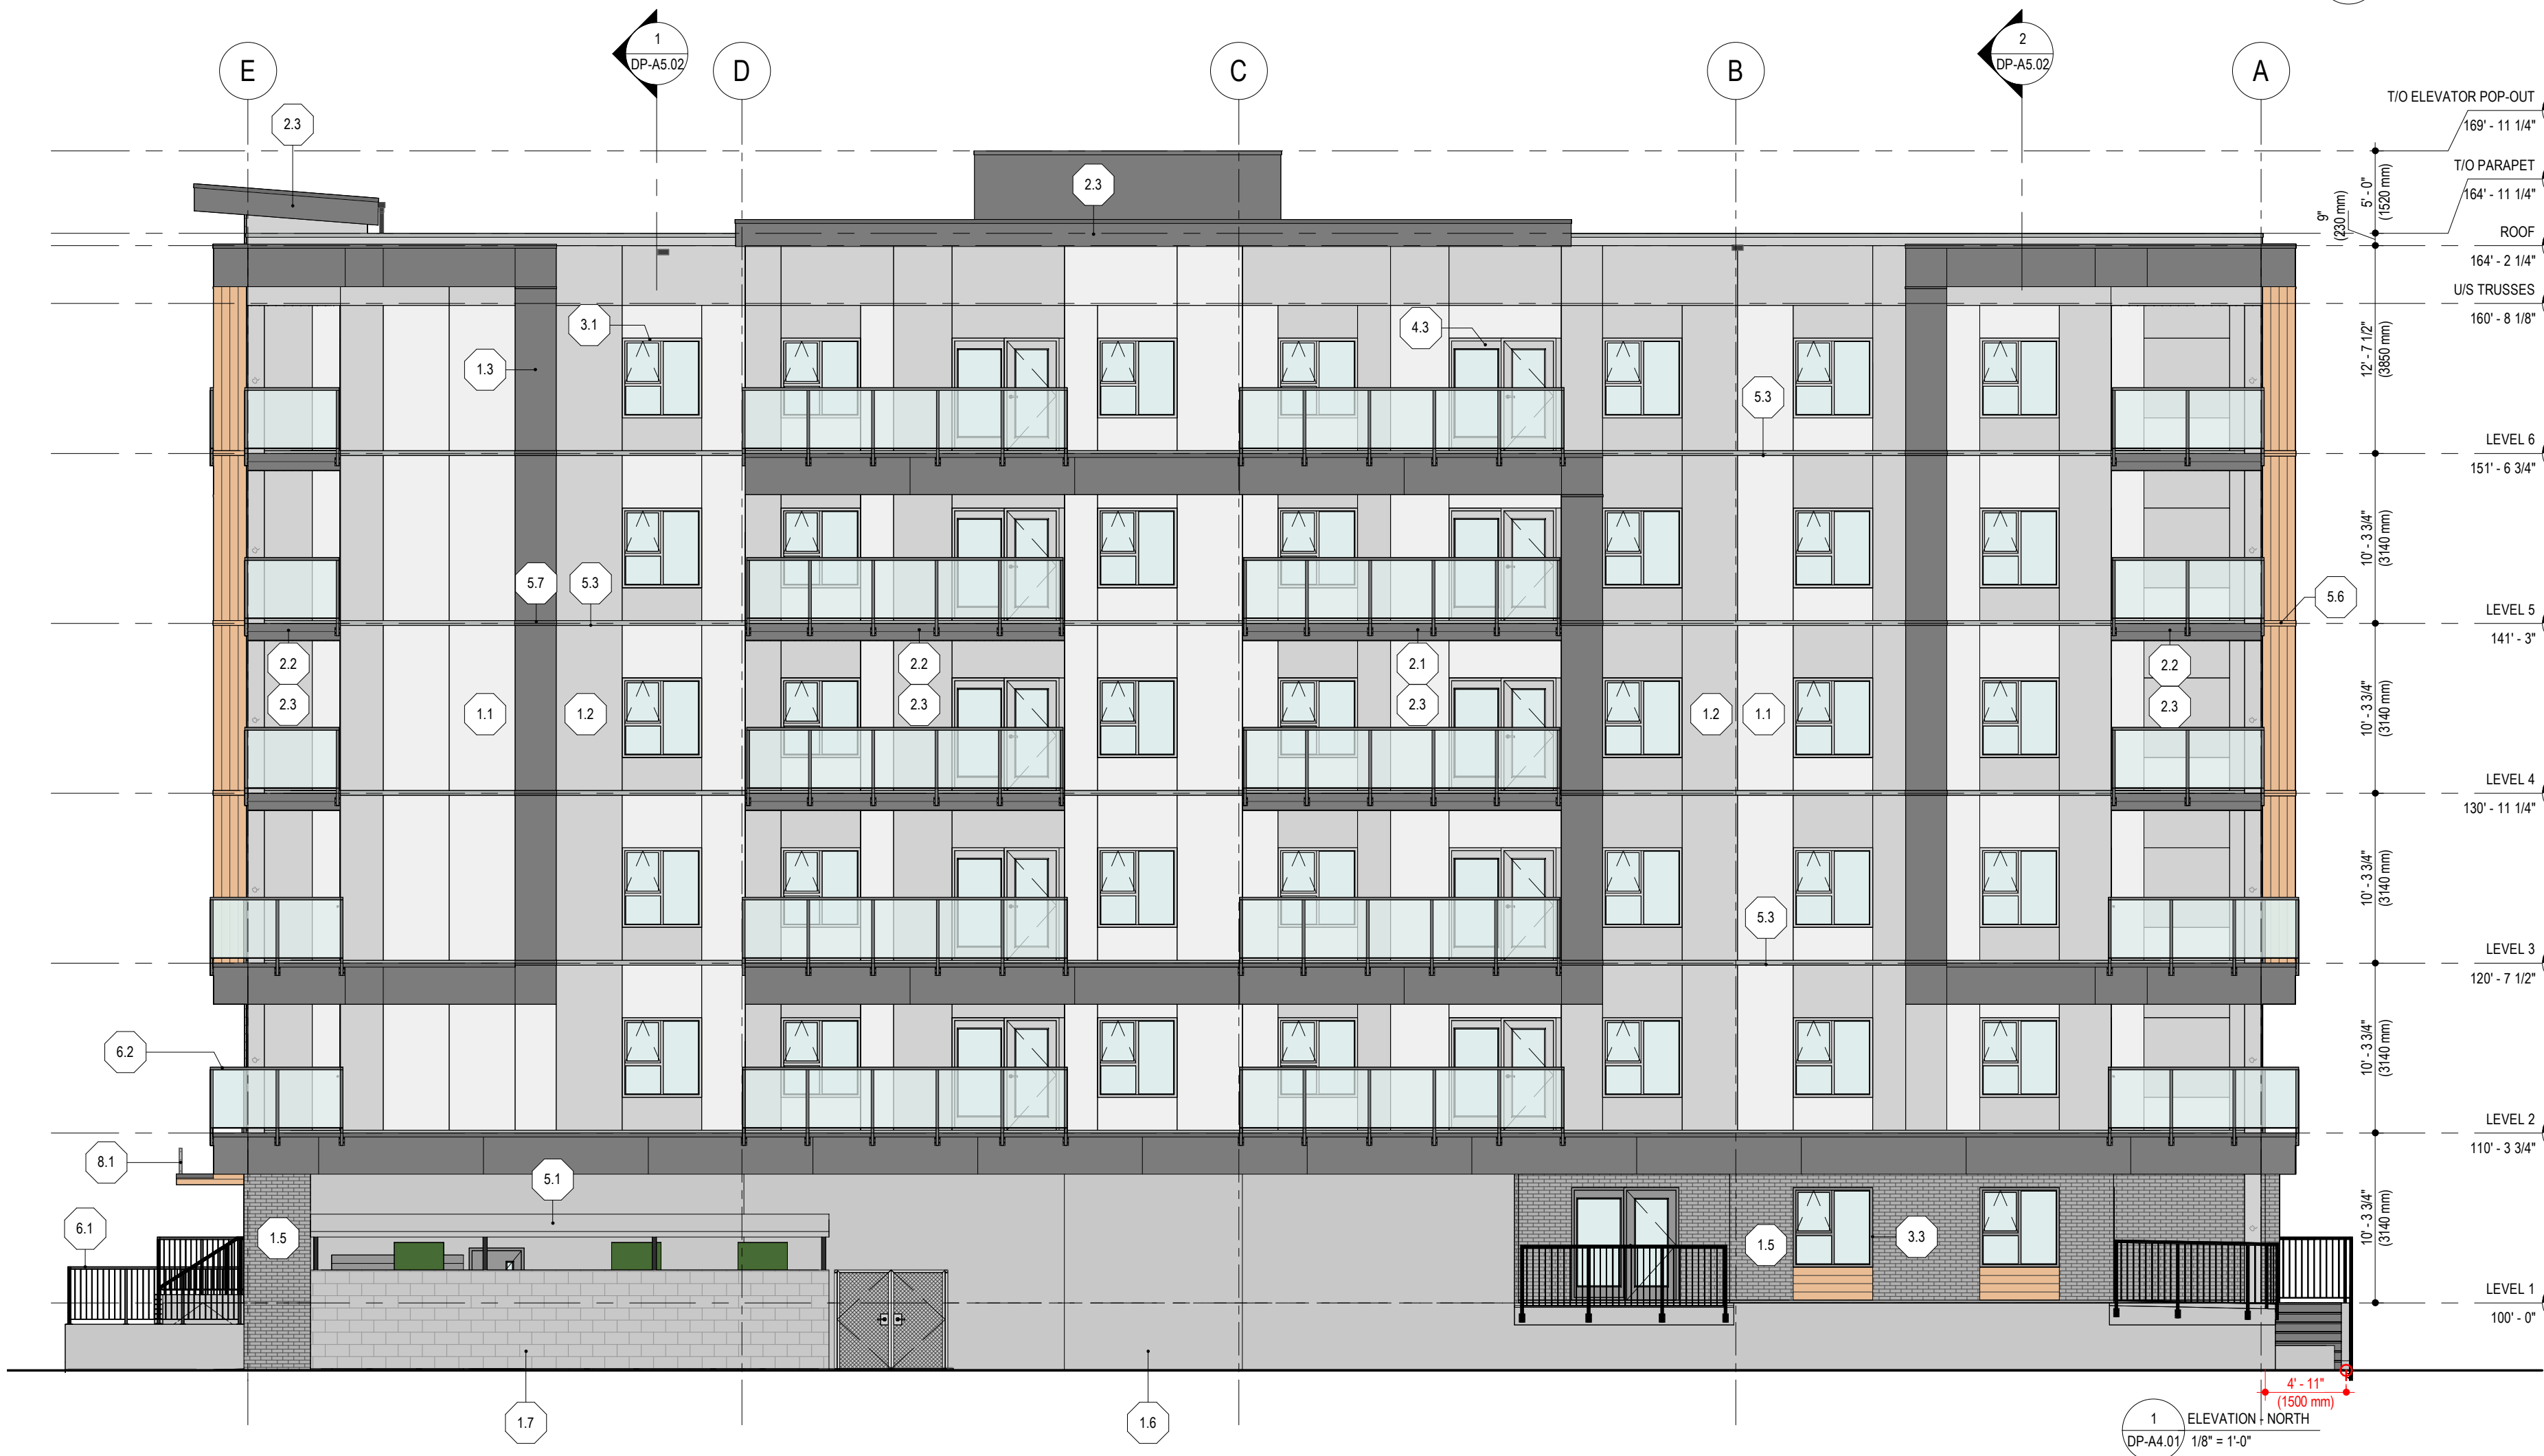 1
DP-A5.02
2
DP-A5.02
E
D
C
B
A
T/O ELEVATOR POP-OUT
169' - 11 1/4"
5' - 0"
(1520 mm)
T/O PARAPET
164' - 11 1/4"
9"
(230 mm)
ROOF
164' - 2 1/4"
U/S TRUSSES
160' - 8 1/8"
12' - 7 1/2"
(3850 mm)
LEVEL 6
151' - 6 3/4"
10' - 3 3/4"
(3140 mm)
LEVEL 5
141' - 3"
10' - 3 3/4"
(3140 mm)
LEVEL 4
130' - 11 1/4"
10' - 3 3/4"
(3140 mm)
LEVEL 3
120' - 7 1/2"
10' - 3 3/4"
(3140 mm)
LEVEL 2
110' - 3 3/4"
10' - 3 3/4"
(3140 mm)
LEVEL 1
100' - 0"
2.3
2.3
3.1
4.3
1.3
5.3
5.7
5.3
5.6
2.2
2.3
2.2
2.3
2.1
2.3
2.2
2.3
1.1
1.2
1.2
1.1
5.3
6.2
8.1
5.1
6.1
1.5
1.5
3.3
1.7
1.6
4' - 11"
(1500 mm)
1
DP-A4.01
ELEVATION - NORTH
1/8" = 1'-0"